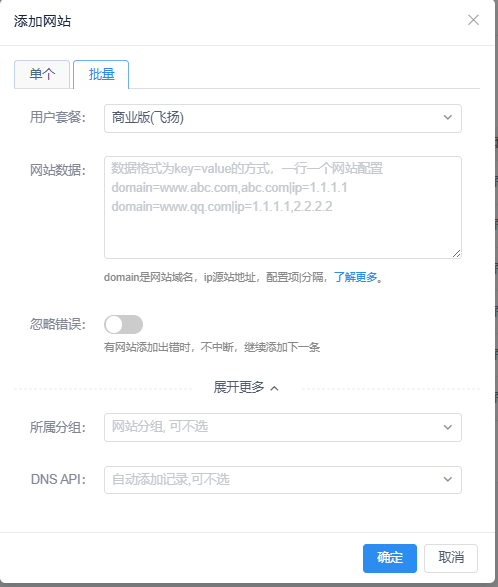 添加网站
单个 批量
用户套餐: 商业版(飞扬)
网站数据: 数据格式为key=value的方式，一行一个网站配置
domain=www.abc.com,abc.com|ip=1.1.1.1
domain=www.qq.com|ip=1.1.1.1,2.2.2.2
domain是网站域名，ip源站地址，配置项|分隔，了解更多。
忽略错误:
有网站添加出错时，不中断，继续添加下一条
展开更多
所属分组: 网站分组, 可不选
DNS API: 自动添加记录,可不选
确定 取消